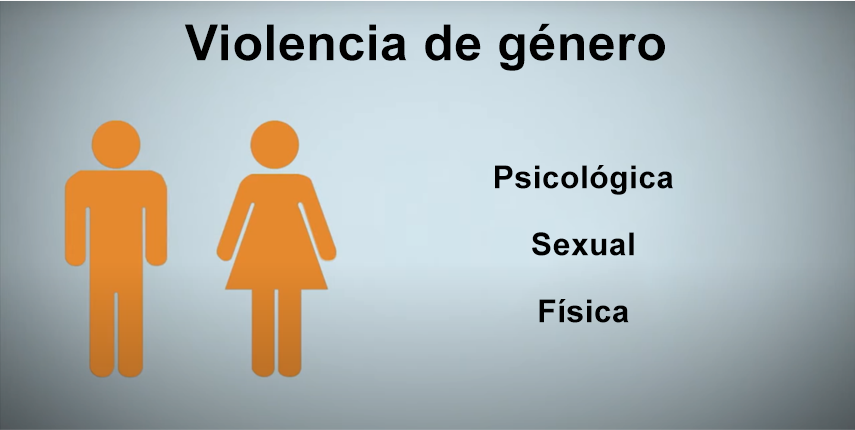 Violencia de género
Psicológica
Sexual
Física